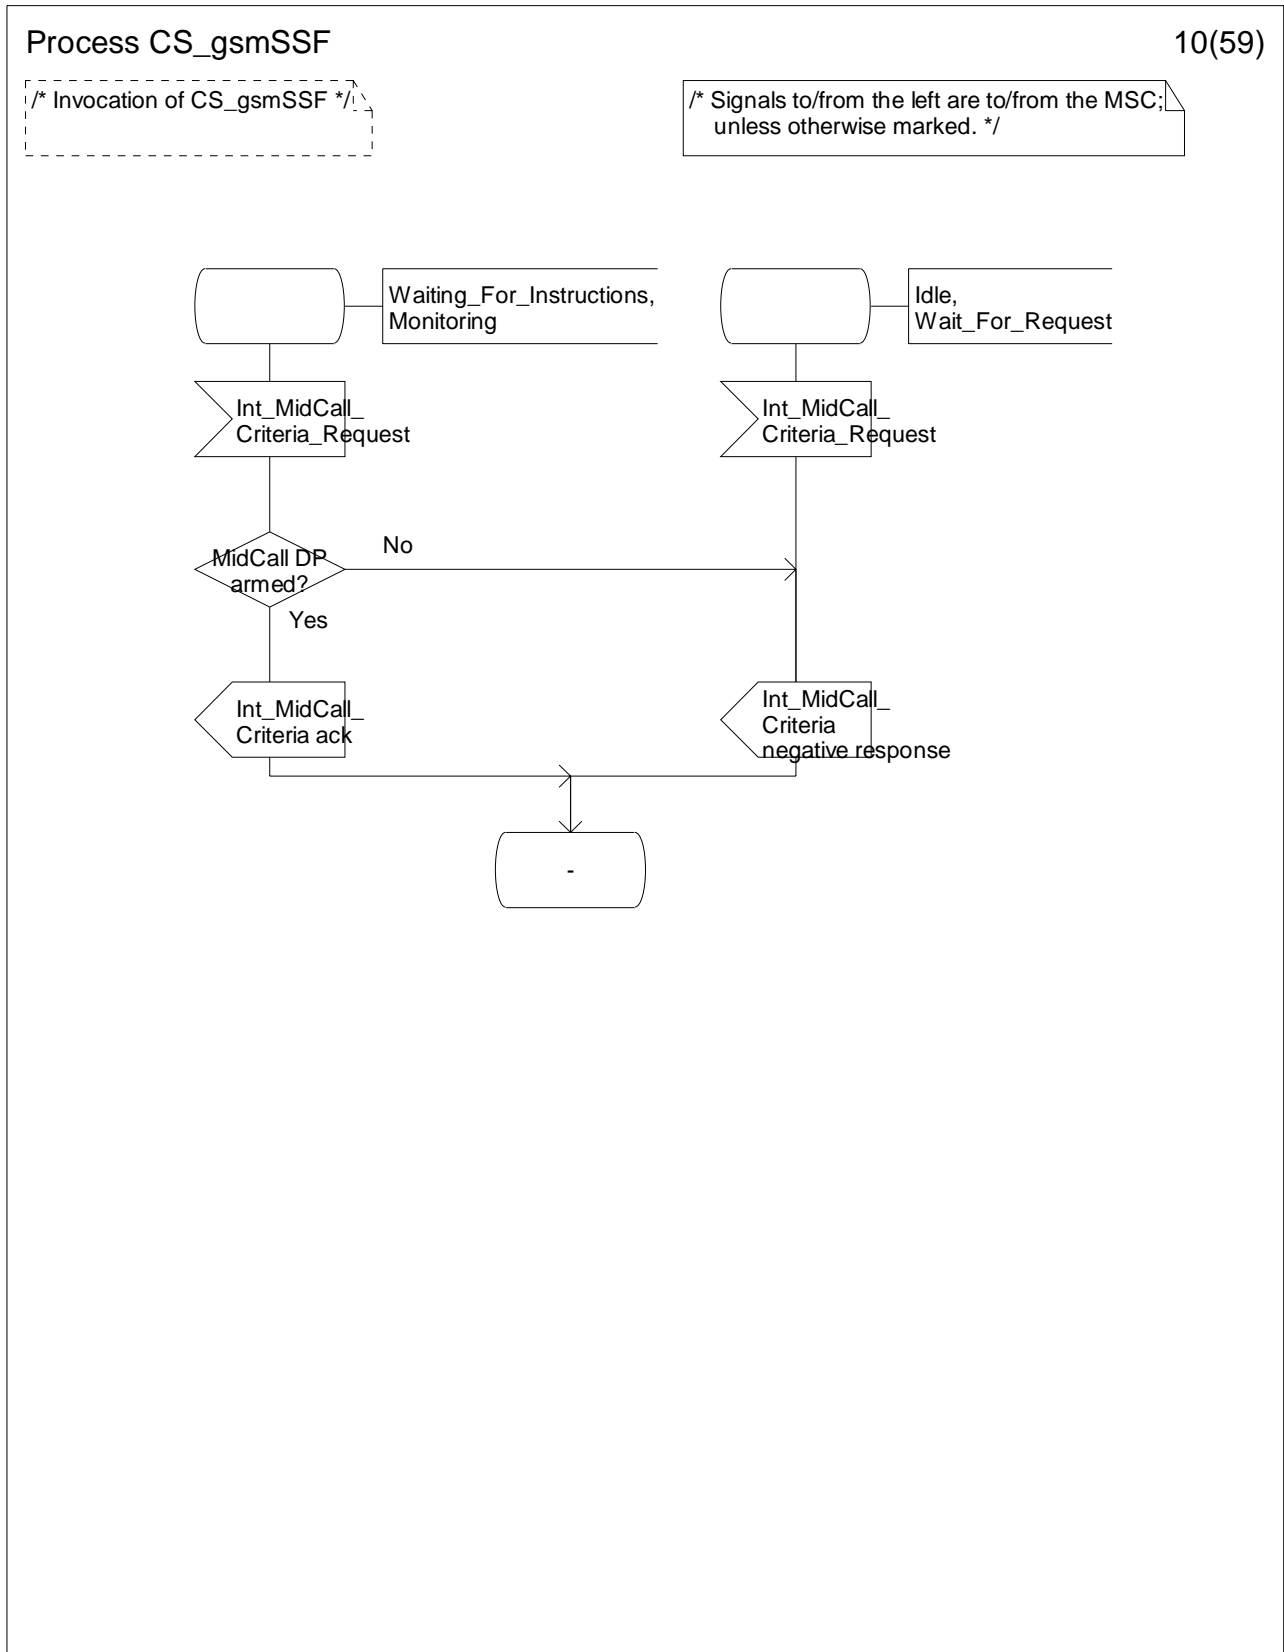 Process CS_gsmSSF
10(59)
/* Invocation of CS_gsmSSF */
/* Signals to/from the left are to/from the MSC;
unless otherwise marked. */
Waiting_For_Instructions,
Monitoring
Idle,
Wait_For_Request
Int_MidCall_
Criteria_Request
Int_MidCall_
Criteria_Request
MidCall DP
armed?
No
Yes
Int_MidCall_
Criteria ack
Int_MidCall_
Criteria
negative response
-